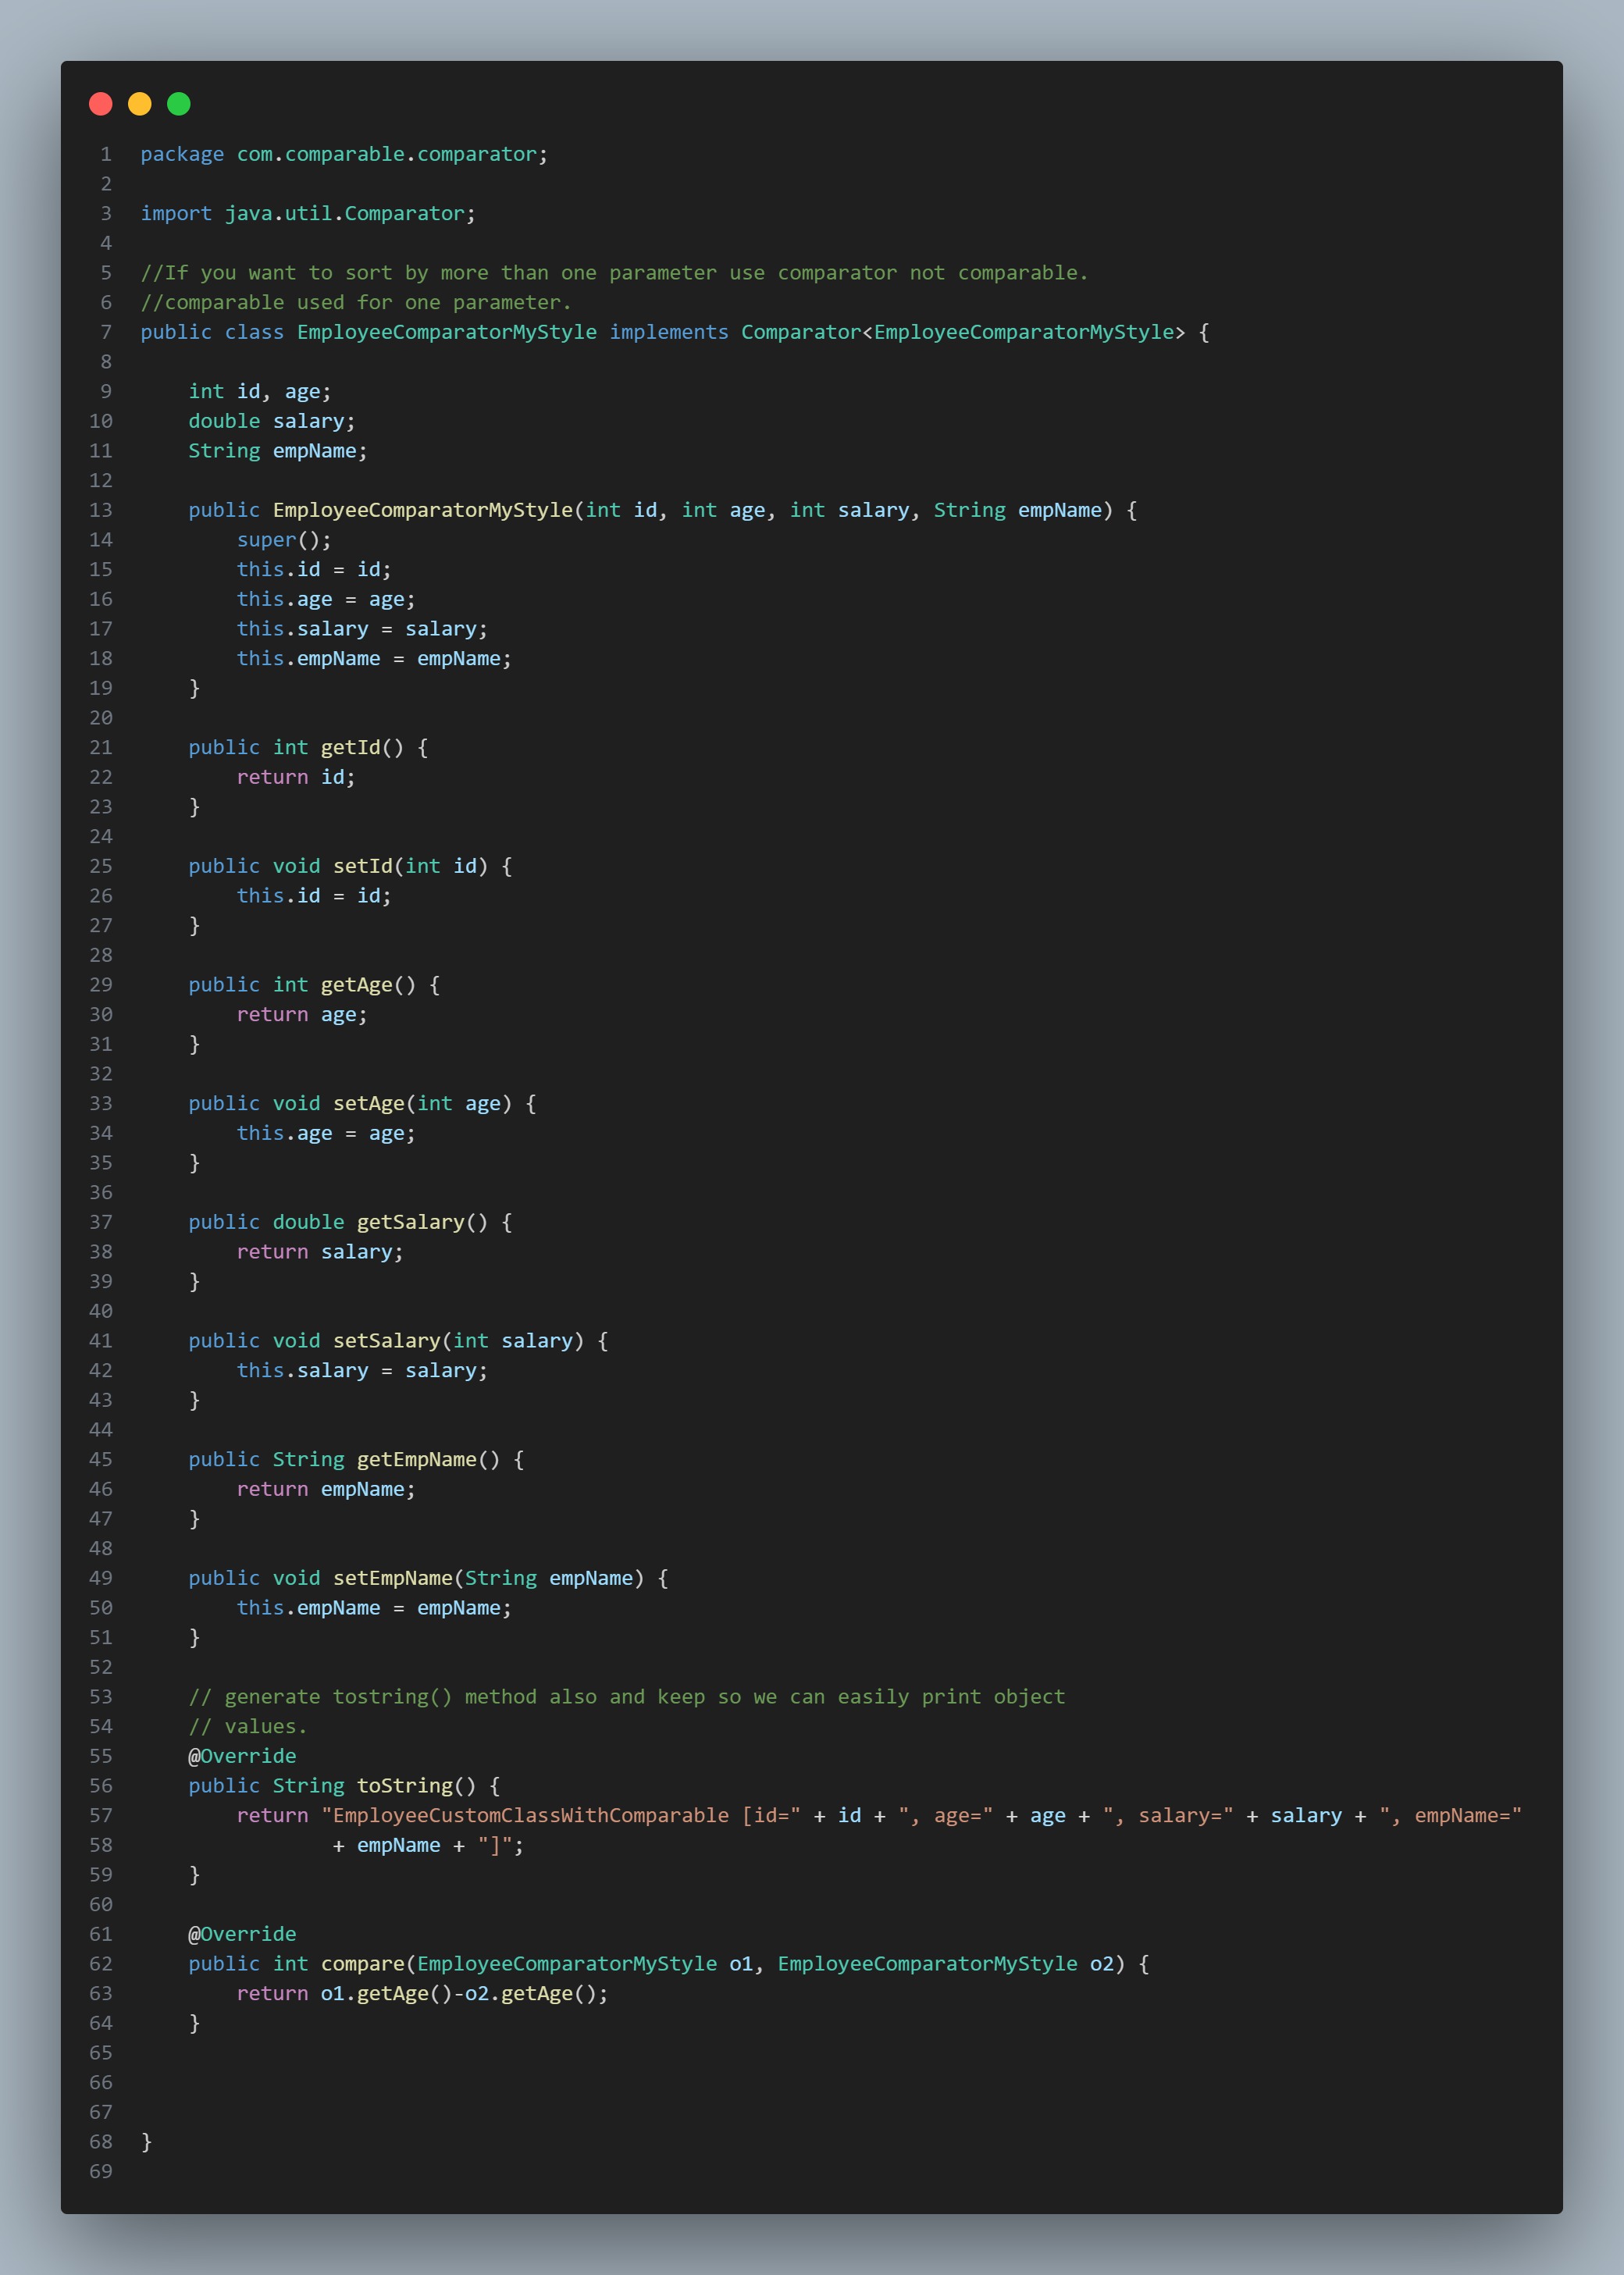 1 package com.comparable.comparator;
2
3 import java.util.Comparator;
4
5 //If you want to sort by more than one parameter use comparator not comparable.
6 //comparable used for one parameter.
7 public class EmployeeComparatorMyStyle implements Comparator<EmployeeComparatorMyStyle> {
8
9     int id, age;
10     double salary;
11     String empName;
12
13     public EmployeeComparatorMyStyle(int id, int age, int salary, String empName) {
14         super();
15         this.id = id;
16         this.age = age;
17         this.salary = salary;
18         this.empName = empName;
19     }
20
21     public int getId() {
22         return id;
23     }
24
25     public void setId(int id) {
26         this.id = id;
27     }
28
29     public int getAge() {
30         return age;
31     }
32
33     public void setAge(int age) {
34         this.age = age;
35     }
36
37     public double getSalary() {
38         return salary;
39     }
40
41     public void setSalary(int salary) {
42         this.salary = salary;
43     }
44
45     public String getEmpName() {
46         return empName;
47     }
48
49     public void setEmpName(String empName) {
50         this.empName = empName;
51     }
52
53     // generate tostring() method also and keep so we can easily print object
54     // values.
55     @Override
56     public String toString() {
57         return "EmployeeCustomClassWithComparable [id=" + id + ", age=" + age + ", salary=" + salary + ", empName="
58                 + empName + "]";
59     }
60
61     @Override
62     public int compare(EmployeeComparatorMyStyle o1, EmployeeComparatorMyStyle o2) {
63         return o1.getAge()-o2.getAge();
64     }
65
66
67
68 }
69